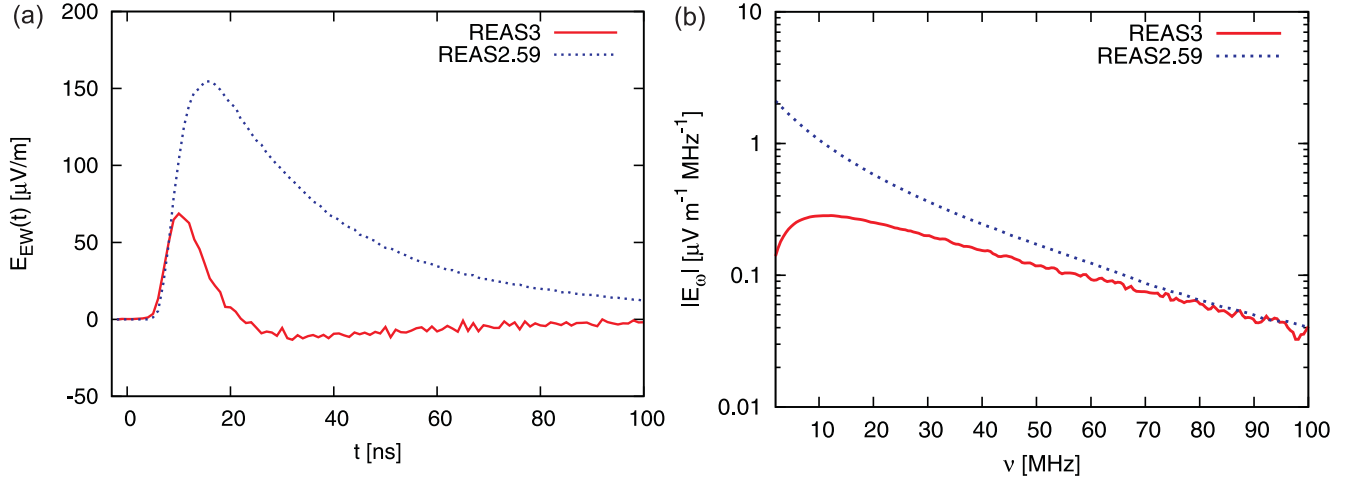 (a)
200
150
100
50
0
-50
E_EW(t) [μV/m]
REAS3
REAS2.59
0 20 40 60 80 100
t [ns]
(b)
10
1
0.1
0.01
|E_ω| [μV m⁻¹ MHz⁻¹]
REAS3
REAS2.59
10 20 30 40 50 60 70 80 90 100
ν [MHz]